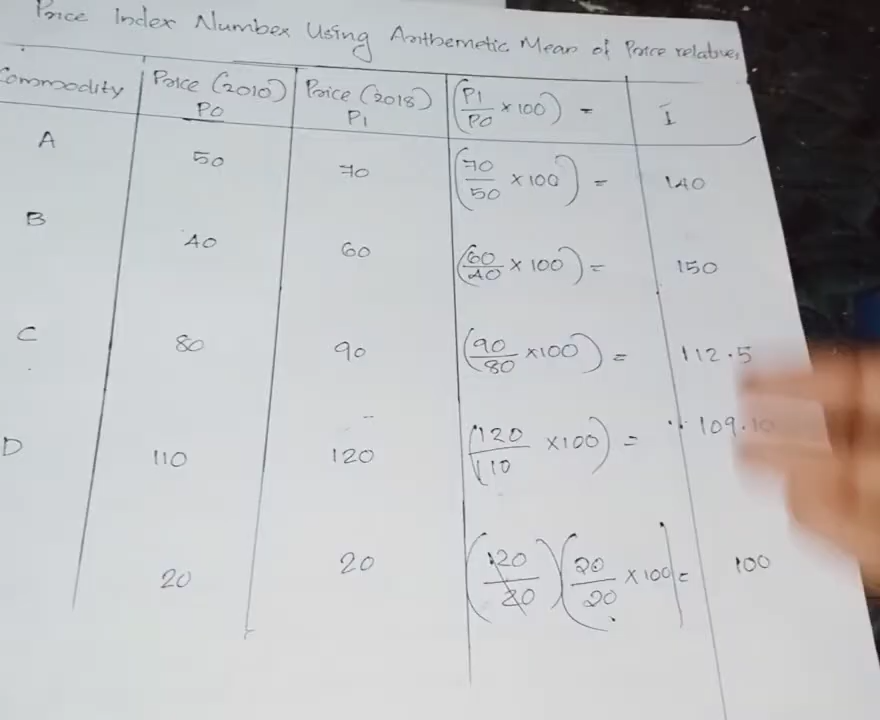 Price Index Number Using Arithemetic Mean of Price relatives
Commodity Price (2010) P0 Price (2018) P1 (P1/P0 × 100) = I
A 50 70 (70/50 × 100) = 140
B 40 60 (60/40 × 100) = 150
C 80 90 (90/80 × 100) = 112.5
D 110 120 (120/110 × 100) = 109.10
20 20 (20/20 × 100) = 100